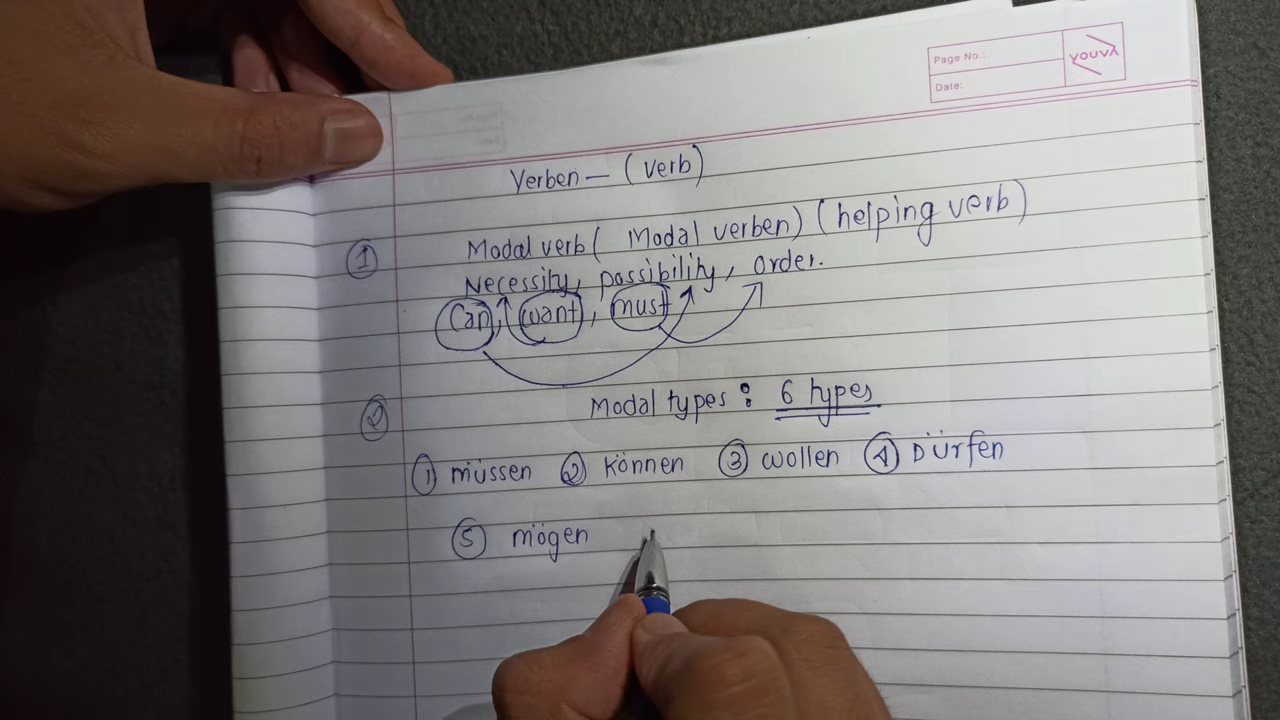 Page No.:
Date:
YOUVA
Verben – (verb)
① Modal verb ( Modal verben) (helping verb)
Necessity, possibility, order.
Can, want, must
② Modal types : 6 types
① müssen ② können ③ wollen ④ Dürfen
⑤ mögen